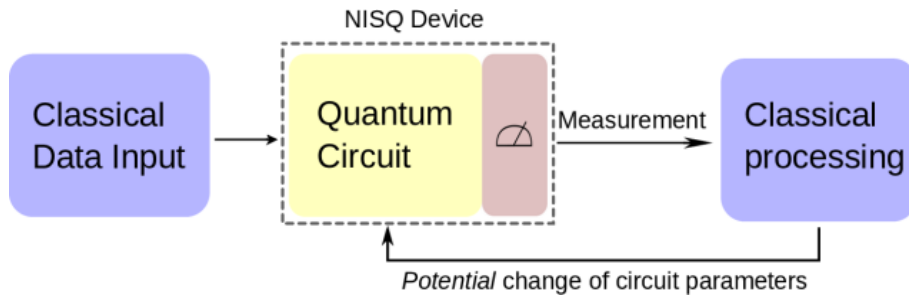 NISQ Device
Classical
Data Input
Quantum
Circuit
Measurement
Classical
processing
Potential change of circuit parameters